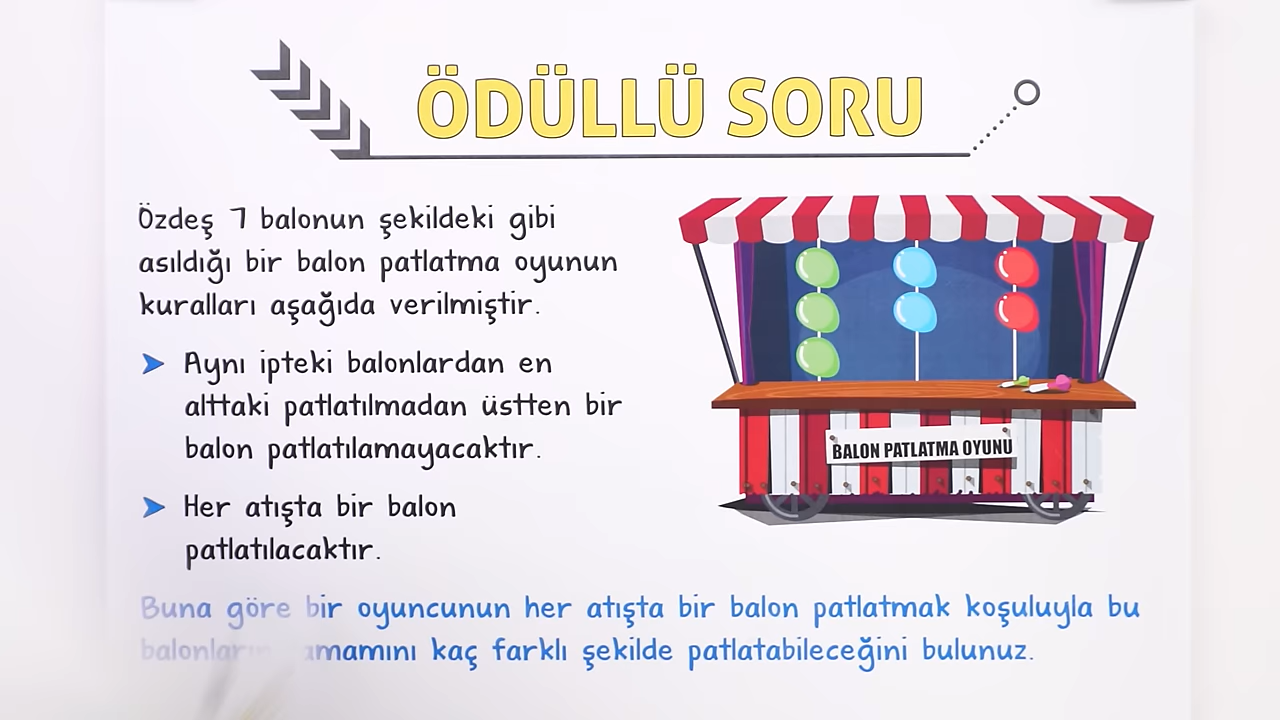 ÖDÜLLÜ SORU
Özdeş 7 balonun şekildeki gibi
asıldığı bir balon patlatma oyunun
kuralları aşağıda verilmiştir.
Aynı ipteki balonlardan en
alttaki patlatılmadan üstten bir
balon patlatılamayacaktır.
Her atışta bir balon
patlatılacaktır.
BALON PATLATMA OYUNU
Buna göre bir oyuncunun her atışta bir balon patlatmak koşuluyla bu
balonların tamamını kaç farklı şekilde patlatabileceğini bulunuz.